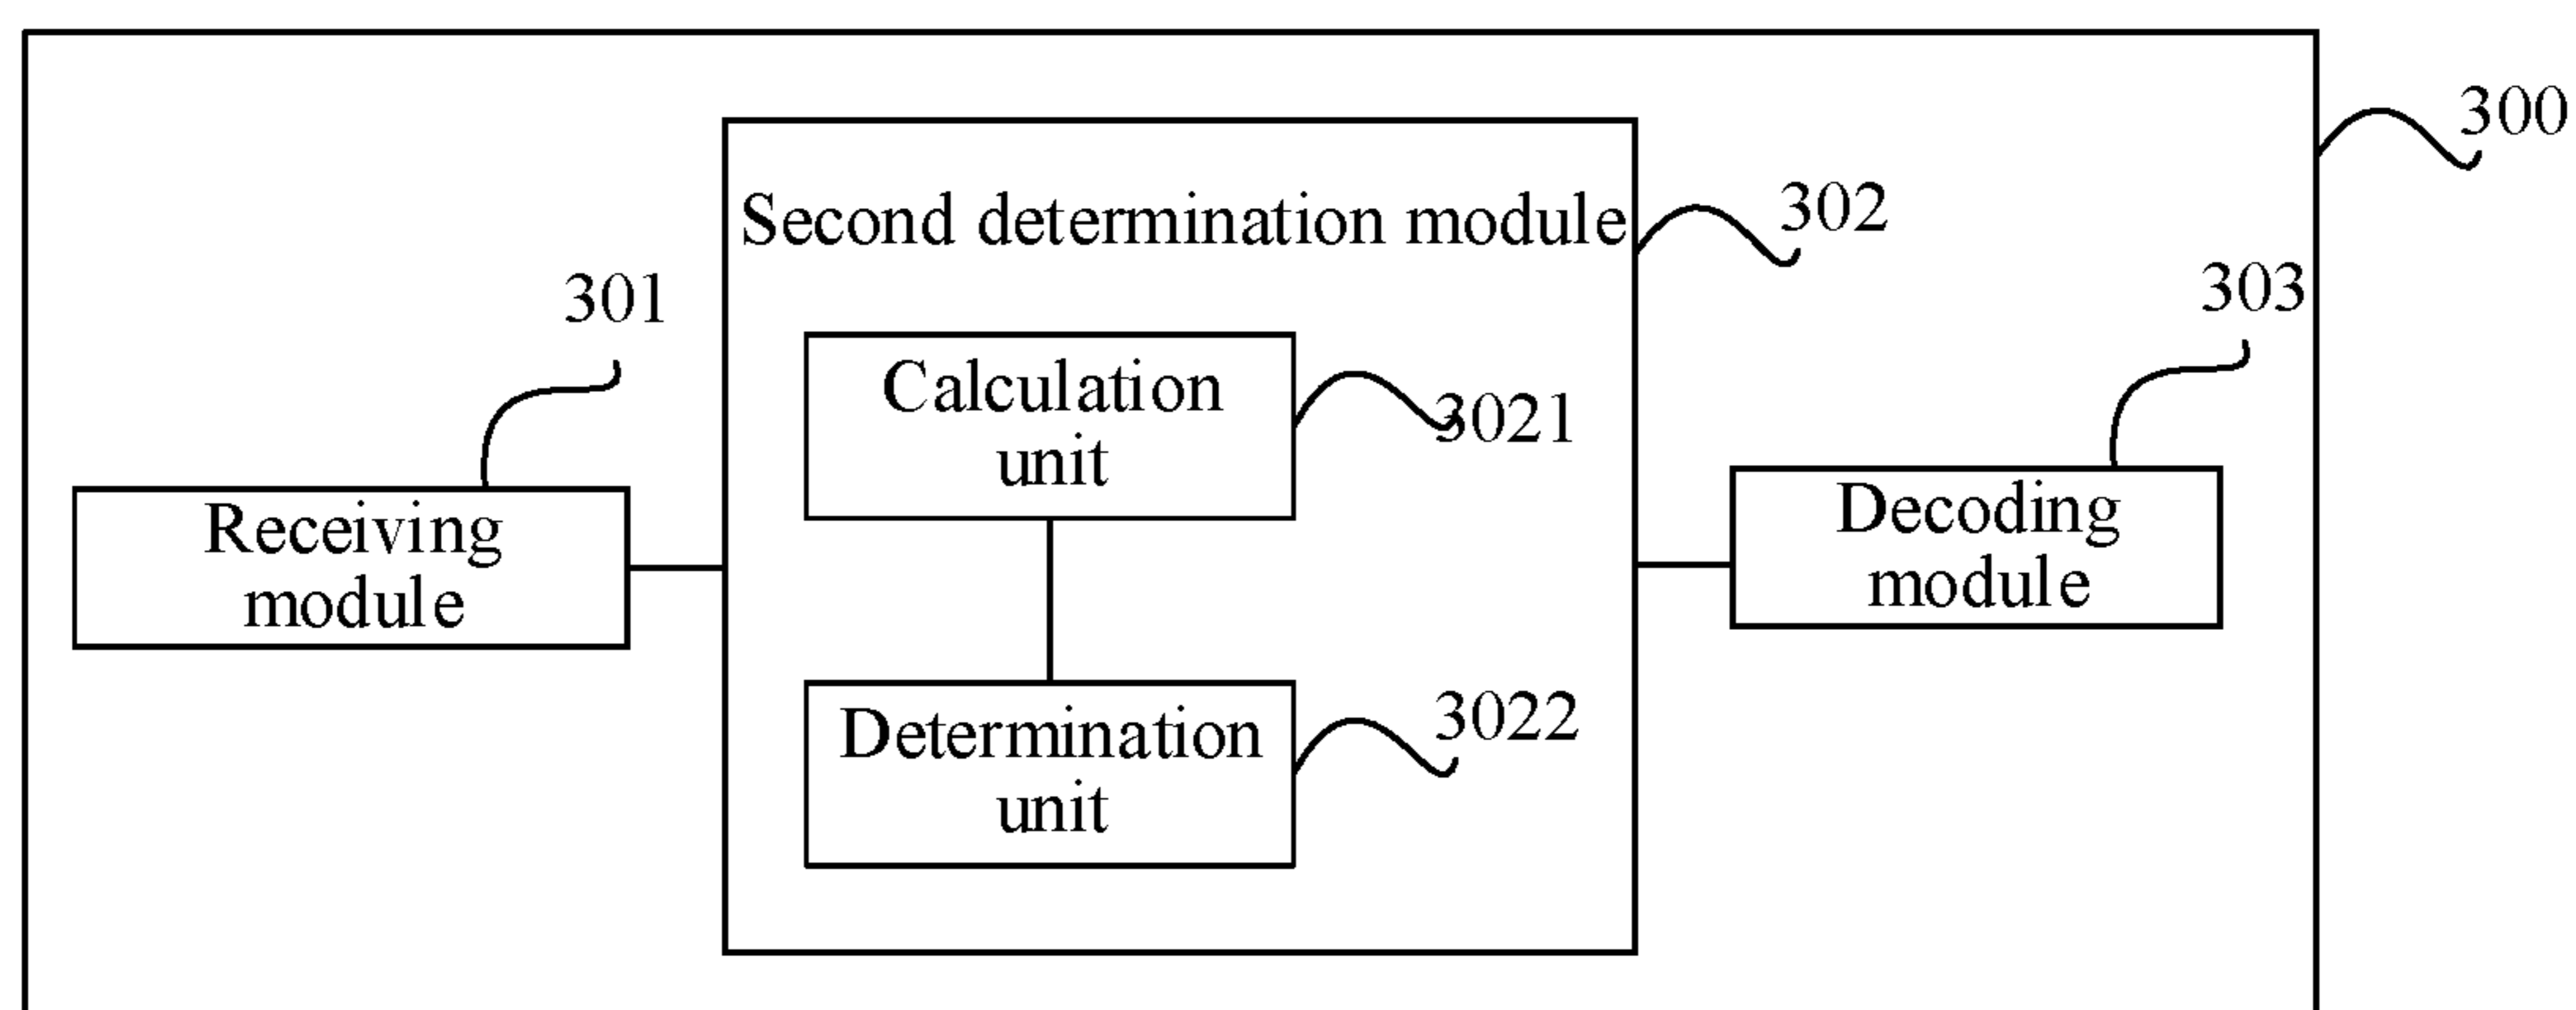 300
Second determination module
302
301
303
Calculation
unit
3021
Receiving
module
Decoding
module
Determination
unit
3022